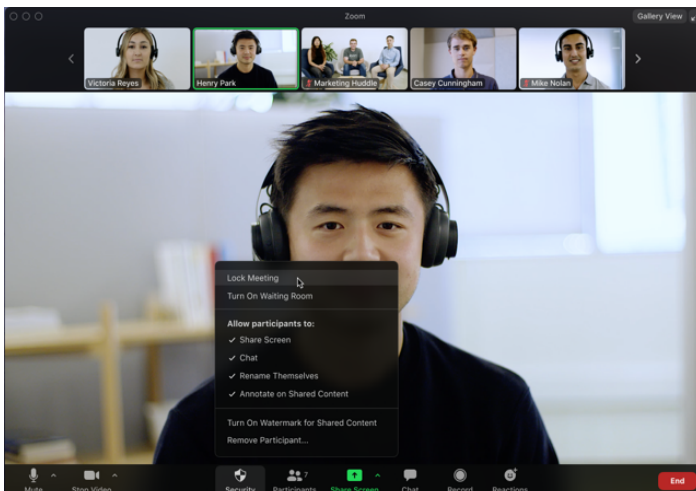 Zoom
Gallery View
Victoria Reyes
Henry Park
Marketing Huddle
Casey Cunningham
Mike Nolan
Lock Meeting
Turn On Waiting Room
Allow participants to:
Share Screen
Chat
Rename Themselves
Annotate on Shared Content
Turn On Watermark for Shared Content
Remove Participant...
7
Mute
Stop Video
Security
Participants
Share Screen
Chat
Record
Reactions
End